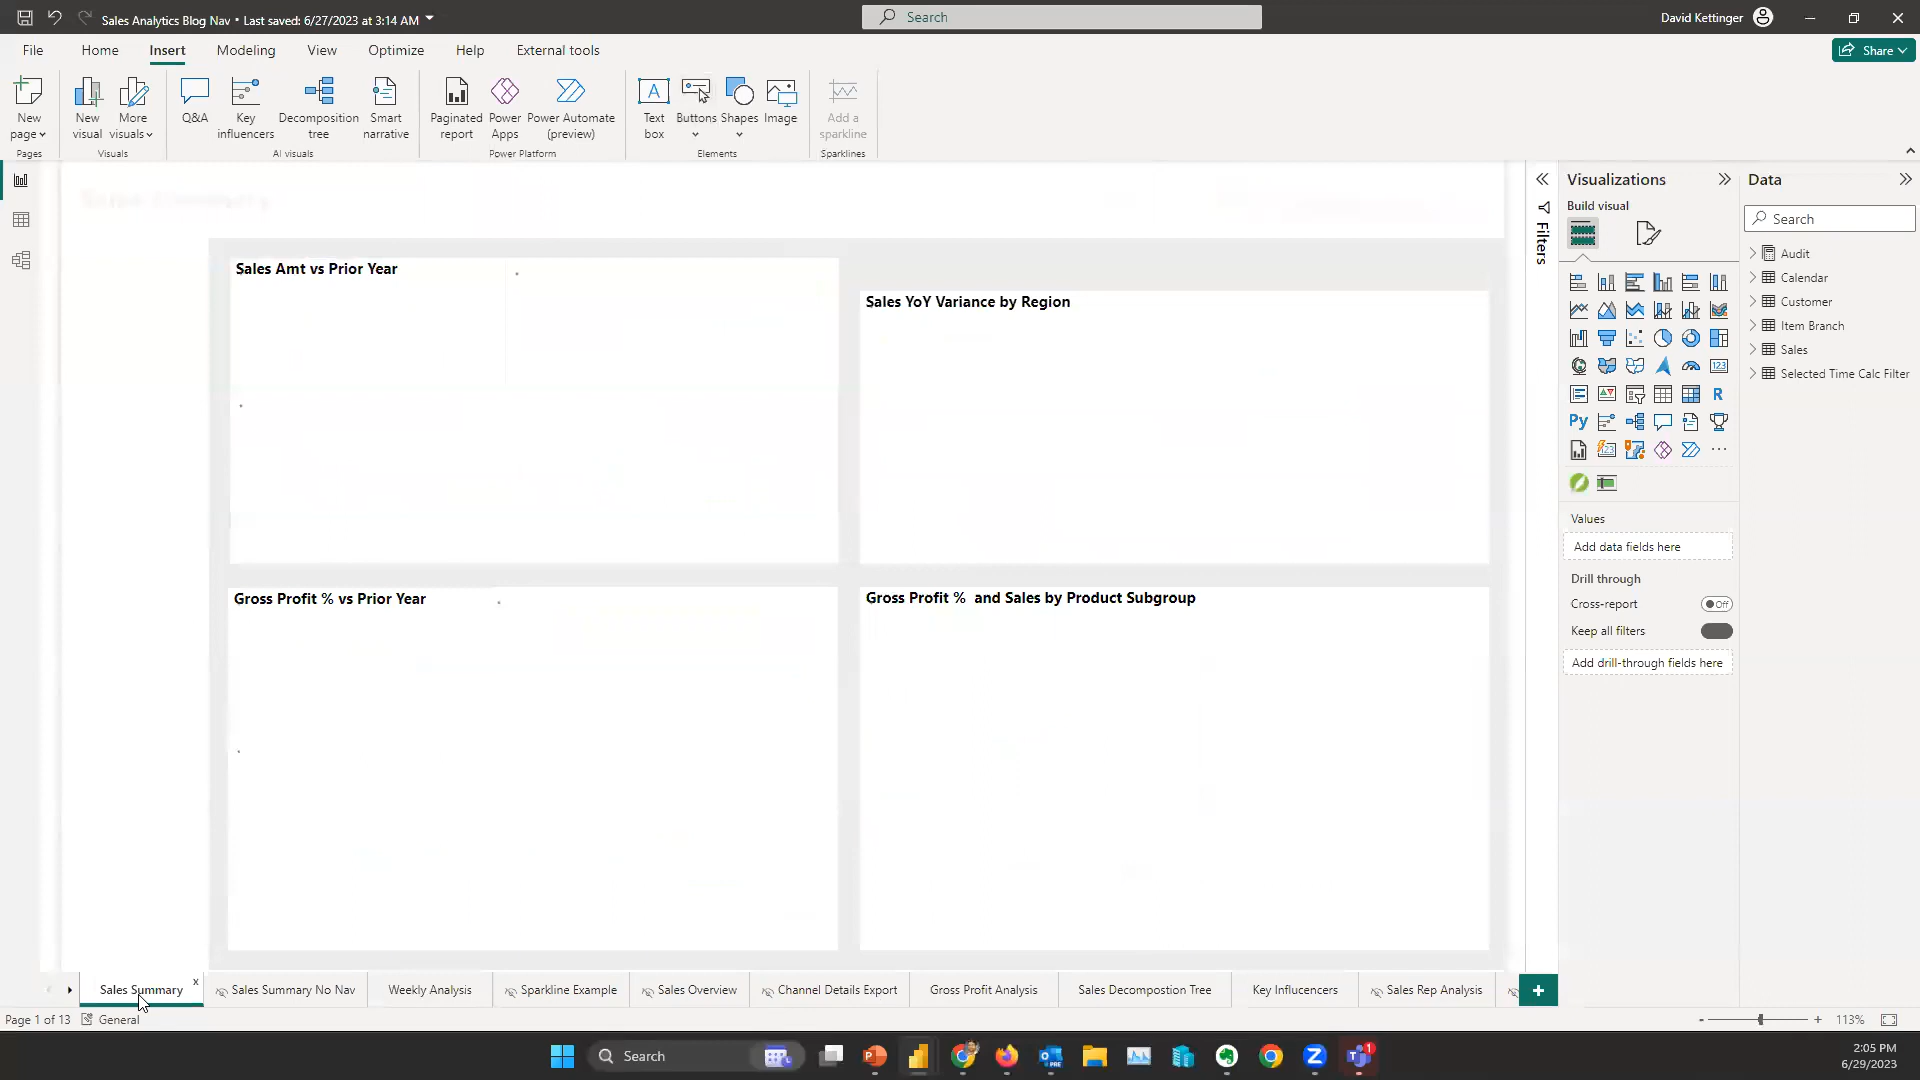 Sales Analytics Blog Nav • Last saved: 6/27/2023 at 3:14 AM
Search
David Kettinger
File Home Insert Modeling View Optimize Help External tools
Share
New page
New visual
More visuals
Q&A
Key influencers
Decomposition tree
Smart narrative
Paginated report
Power Apps
Power Automate (preview)
Text box
Buttons
Shapes
Image
Add a sparkline
Pages Visuals AI visuals Power Platform Elements Sparklines
Sales Summary
Sales Amt vs Prior Year
Sales YoY Variance by Region
Gross Profit % vs Prior Year
Gross Profit % and Sales by Product Subgroup
Filters
Visualizations
Build visual
R
Py
123
Values
Add data fields here
Drill through
Cross-report Off
Keep all filters
Add drill-through fields here
Data
Search
Audit
Calendar
Customer
Item Branch
Sales
Selected Time Calc Filter
Sales Summary x Sales Summary No Nav Weekly Analysis Sparkline Example Sales Overview Channel Details Export Gross Profit Analysis Sales Decompostion Tree Key Influcencers Sales Rep Analysis
Page 1 of 13 General
- + 113%
Search
2:05 PM
6/29/2023